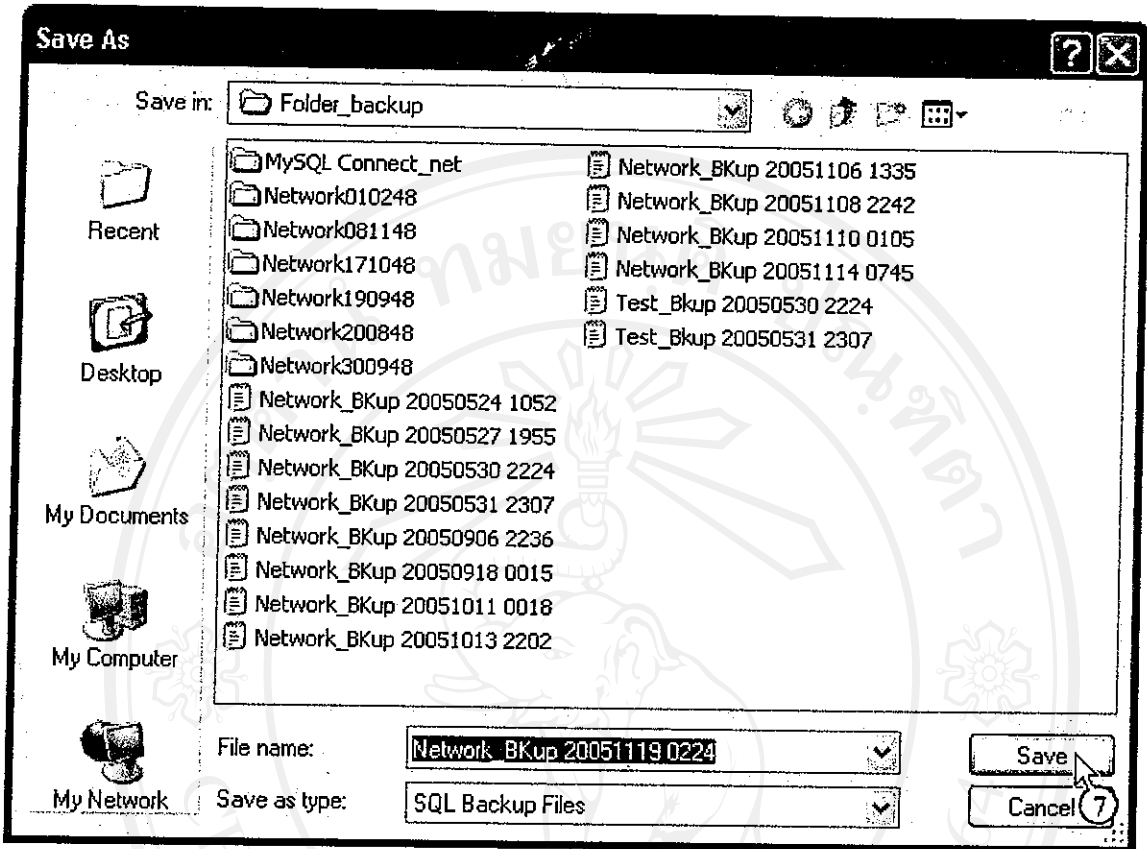 Save As
Save in: Folder_backup
Recent
Desktop
My Documents
My Computer
My Network
MySQL Connect_net
Network010248
Network081148
Network171048
Network190948
Network200848
Network300948
Network_BKup 20050524 1052
Network_BKup 20050527 1955
Network_BKup 20050530 2224
Network_BKup 20050531 2307
Network_BKup 20050906 2236
Network_BKup 20050918 0015
Network_BKup 20051011 0018
Network_BKup 20051013 2202
Network_BKup 20051106 1335
Network_BKup 20051108 2242
Network_BKup 20051110 0105
Network_BKup 20051114 0745
Test_Bkup 20050530 2224
Test_Bkup 20050531 2307
File name: Network_BKup 20051119 0224
Save
Save as type: SQL Backup Files
Cancel
7